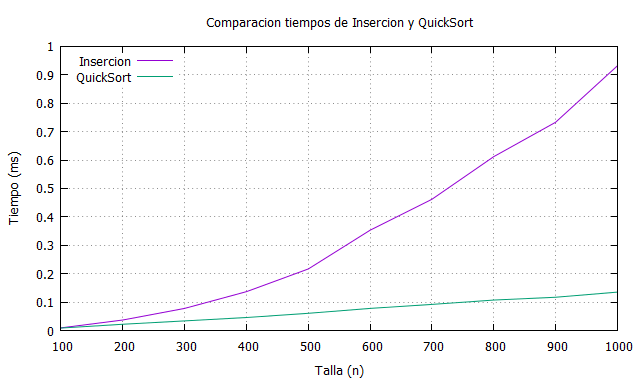 Comparacion tiempos de Insercion y QuickSort
Insercion
QuickSort
1
0.9
0.8
0.7
0.6
0.5
0.4
0.3
0.2
0.1
0
Tiempo (ms)
100 200 300 400 500 600 700 800 900 1000
Talla (n)